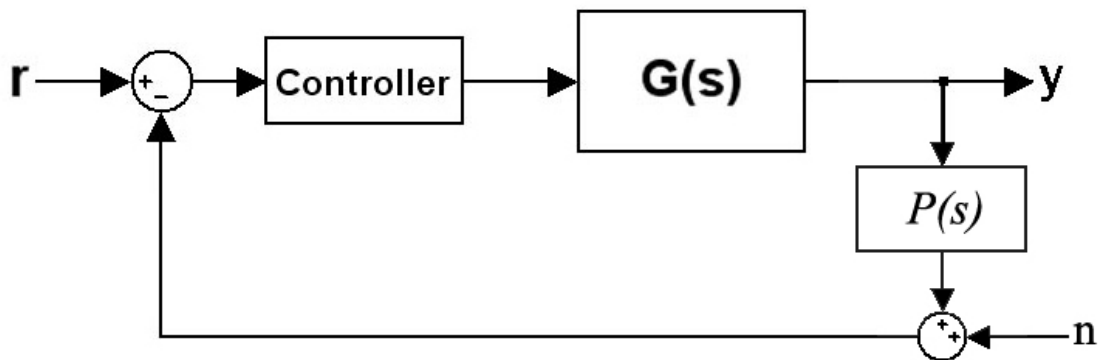 r
+
−
Controller
G(s)
y
P(s)
+
+
n